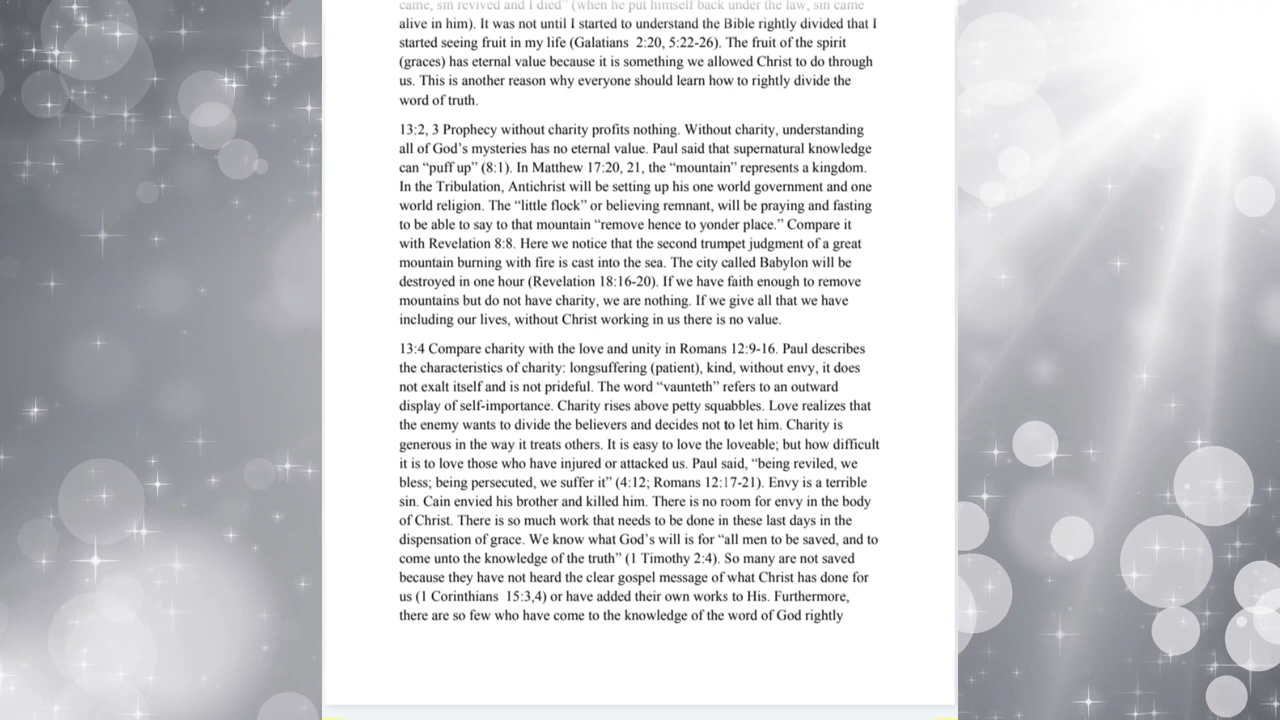 came, sin revived and I died” (when he put himself back under the law, sin came
alive in him). It was not until I started to understand the Bible rightly divided that I
started seeing fruit in my life (Galatians  2:20, 5:22-26). The fruit of the spirit
(graces) has eternal value because it is something we allowed Christ to do through
us. This is another reason why everyone should learn how to rightly divide the
word of truth.
13:2, 3 Prophecy without charity profits nothing. Without charity, understanding
all of God’s mysteries has no eternal value. Paul said that supernatural knowledge
can “puff up” (8:1). In Matthew 17:20, 21, the “mountain” represents a kingdom.
In the Tribulation, Antichrist will be setting up his one world government and one
world religion. The “little flock” or believing remnant, will be praying and fasting
to be able to say to that mountain “remove hence to yonder place.” Compare it
with Revelation 8:8. Here we notice that the second trumpet judgment of a great
mountain burning with fire is cast into the sea. The city called Babylon will be
destroyed in one hour (Revelation 18:16-20). If we have faith enough to remove
mountains but do not have charity, we are nothing. If we give all that we have
including our lives, without Christ working in us there is no value.
13:4 Compare charity with the love and unity in Romans 12:9-16. Paul describes
the characteristics of charity: longsuffering (patient), kind, without envy, it does
not exalt itself and is not prideful. The word “vaunteth” refers to an outward
display of self-importance. Charity rises above petty squabbles. Love realizes that
the enemy wants to divide the believers and decides not to let him. Charity is
generous in the way it treats others. It is easy to love the loveable; but how difficult
it is to love those who have injured or attacked us. Paul said, “being reviled, we
bless; being persecuted, we suffer it” (4:12; Romans 12:17-21). Envy is a terrible
sin. Cain envied his brother and killed him. There is no room for envy in the body
of Christ. There is so much work that needs to be done in these last days in the
dispensation of grace. We know what God’s will is for “all men to be saved, and to
come unto the knowledge of the truth” (1 Timothy 2:4). So many are not saved
because they have not heard the clear gospel message of what Christ has done for
us (1 Corinthians  15:3,4) or have added their own works to His. Furthermore,
there are so few who have come to the knowledge of the word of God rightly